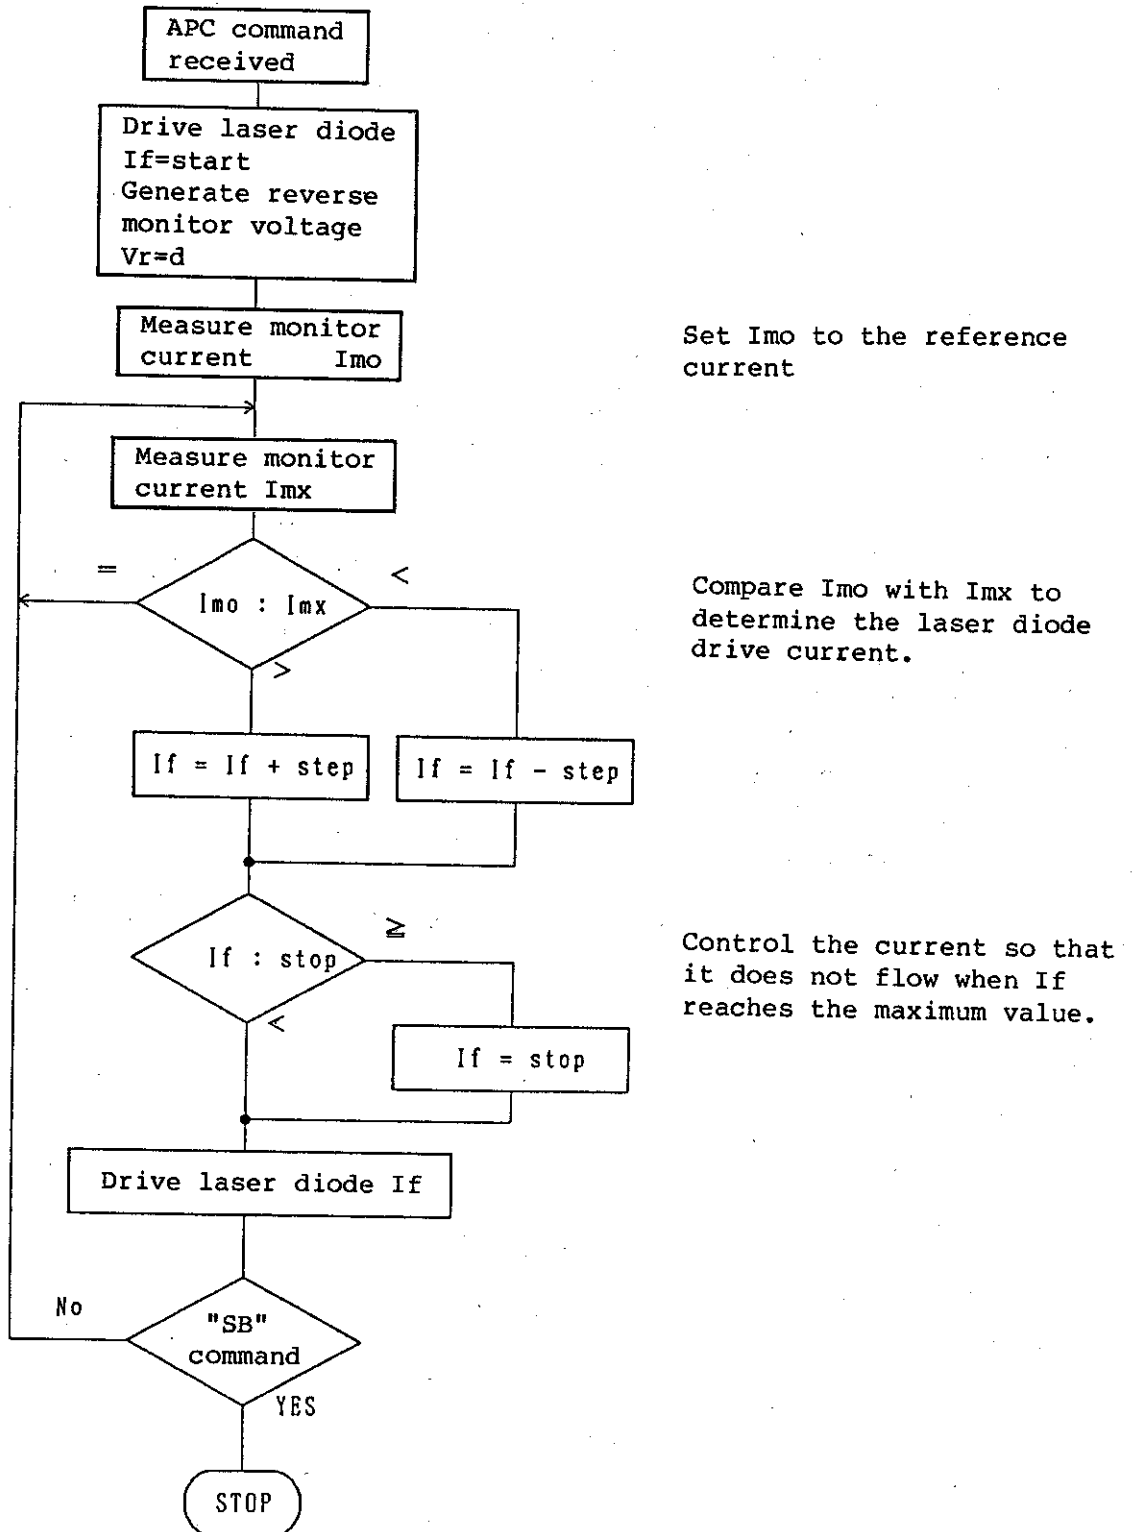 APC command
received
Drive laser diode
If=start
Generate reverse
monitor voltage
Vr=d
Measure monitor
current Imo
Set Imo to the reference
current
Measure monitor
current Imx
=
<
Imo : Imx
>
Compare Imo with Imx to
determine the laser diode
drive current.
If = If + step
If = If - step
≧
If : stop
<
Control the current so that
it does not flow when If
reaches the maximum value.
If = stop
Drive laser diode If
No
"SB"
command
YES
STOP